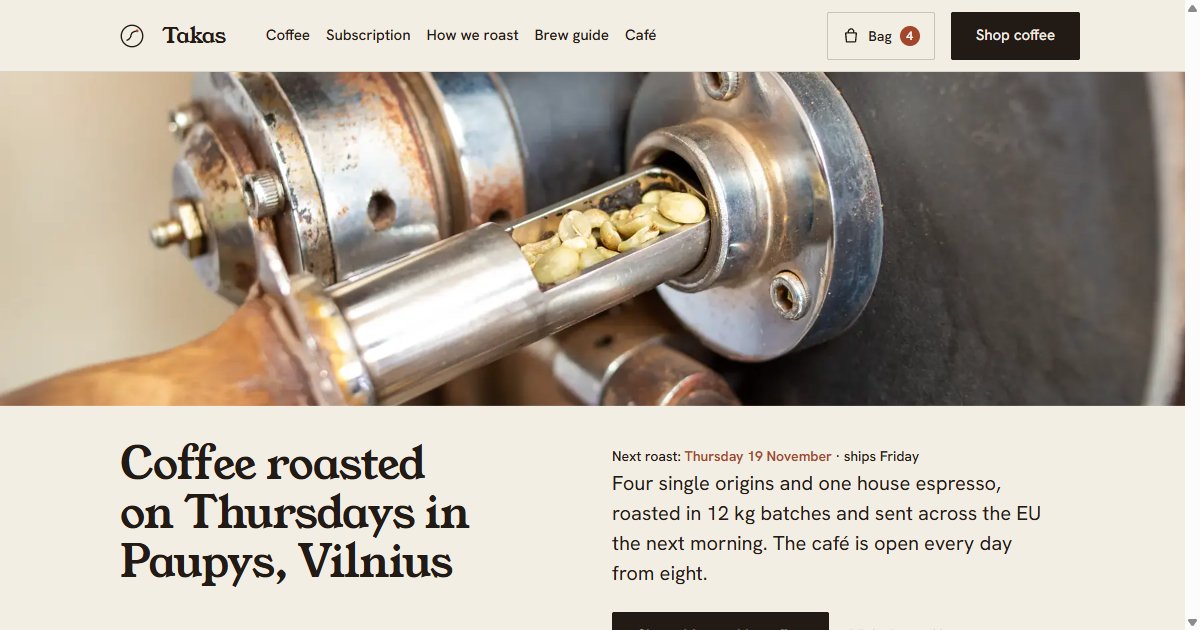 Takas
Coffee
Subscription
How we roast
Brew guide
Café
Bag 4
Shop coffee
Coffee roasted
on Thursdays in
Paupys, Vilnius
Next roast: Thursday 19 November · ships Friday
Four single origins and one house espresso,
roasted in 12 kg batches and sent across the EU
the next morning. The café is open every day
from eight.